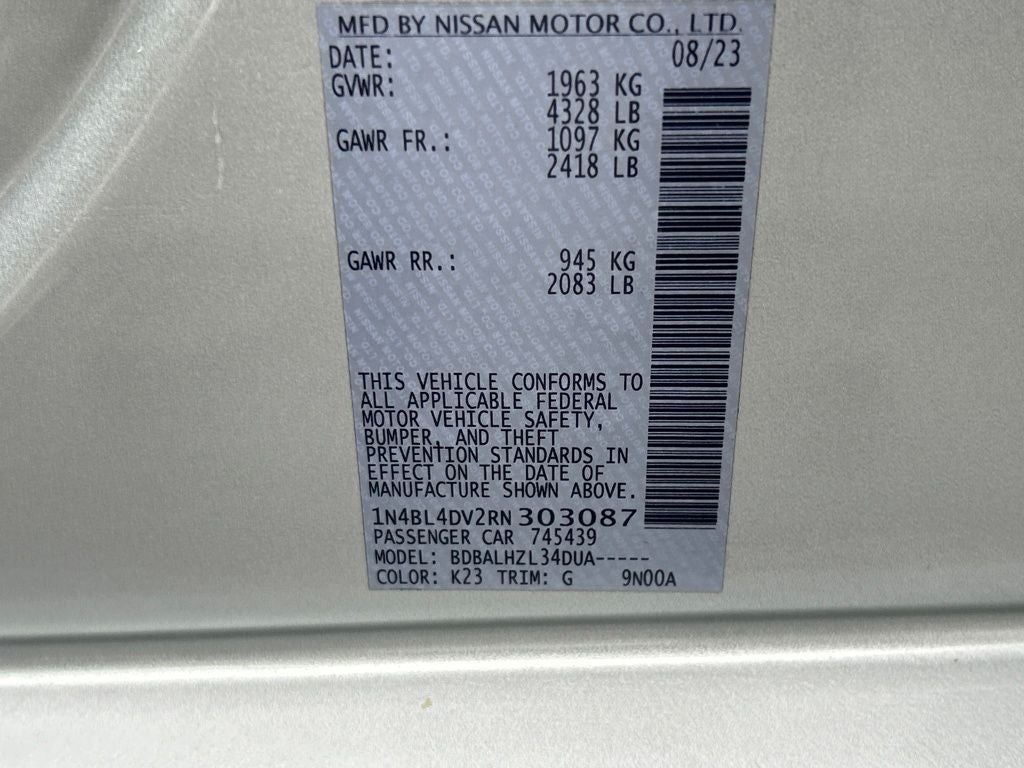 MFD BY NISSAN MOTOR CO., LTD.
DATE: 08/23
GVWR: 1963 KG
4328 LB
GAWR FR.: 1097 KG
2418 LB
GAWR RR.: 945 KG
2083 LB
THIS VEHICLE CONFORMS TO
ALL APPLICABLE FEDERAL
MOTOR VEHICLE SAFETY,
BUMPER, AND THEFT
PREVENTION STANDARDS IN
EFFECT ON THE DATE OF
MANUFACTURE SHOWN ABOVE.
1N4BL4DV2RN303087
PASSENGER CAR 745439
MODEL: BDBALHZL34DUA-----
COLOR: K23 TRIM: G 9N00A